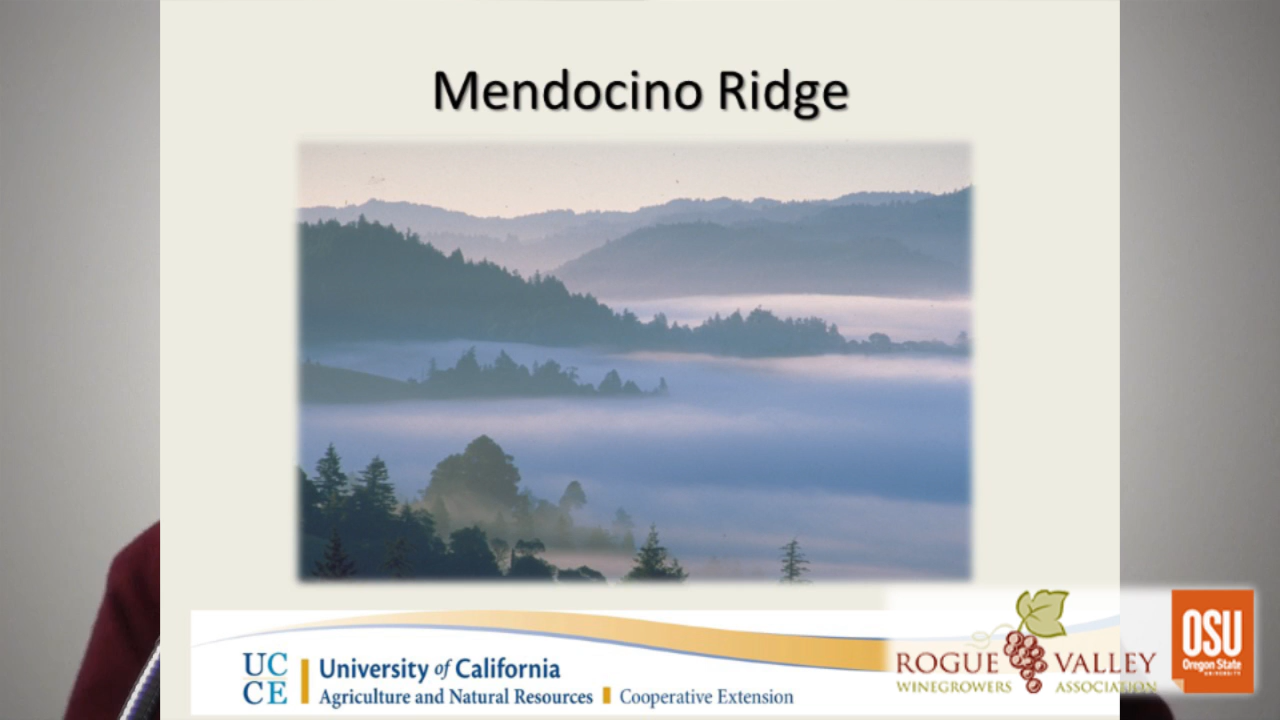 Mendocino Ridge
UC
CE
University of California
Agriculture and Natural Resources
Cooperative Extension
ROGUE VALLEY
WINEGROWERS ASSOCIATION
OSU
Oregon State
UNIVERSITY